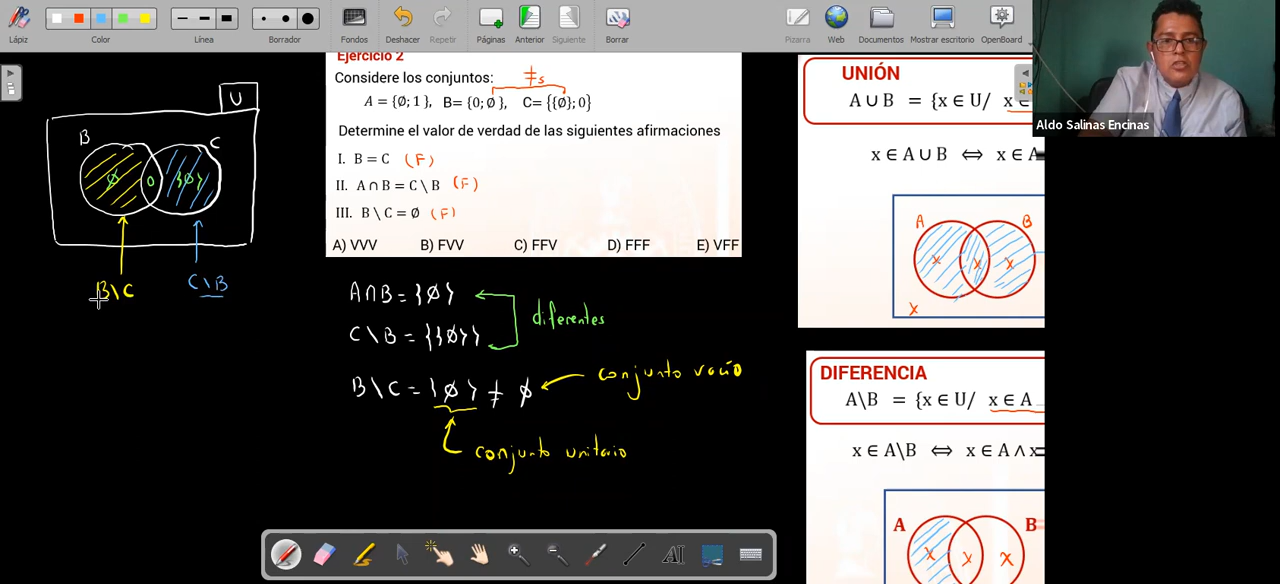 Lápiz
Color
Línea
Borrador
Fondos
Deshacer
Repetir
Páginas
Anterior
Siguiente
Borrar
Pizarra
Web
Documentos
Mostrar escritorio
OpenBoard
U
B
C
∅
0
{∅}
B\C
C\B
Ejercicio 2
Considere los conjuntos:
≠s
A = {∅; 1 }, B= {0; ∅ }, C= {{∅}; 0}
Determine el valor de verdad de las siguientes afirmaciones
I. B = C (F)
II. A ∩ B = C \ B (F)
III. B \ C = ∅ (F)
A) VVV B) FVV C) FFV D) FFF E) VFF
A∩B = {∅}
C\B = {{∅}}
diferentes
B\C = {∅} ≠ ∅
conjunto vacío
conjunto unitario
UNIÓN
A ∪ B = {x ∈ U/ x ∈
x ∈ A ∪ B ⟺ x ∈ A
A
B
x
x
x
x
DIFERENCIA
A\B = {x ∈ U/ x ∈ A
x ∈ A\B ⟺ x ∈ A ∧ x
A
B
x
x
x
Aldo Salinas Encinas
AI